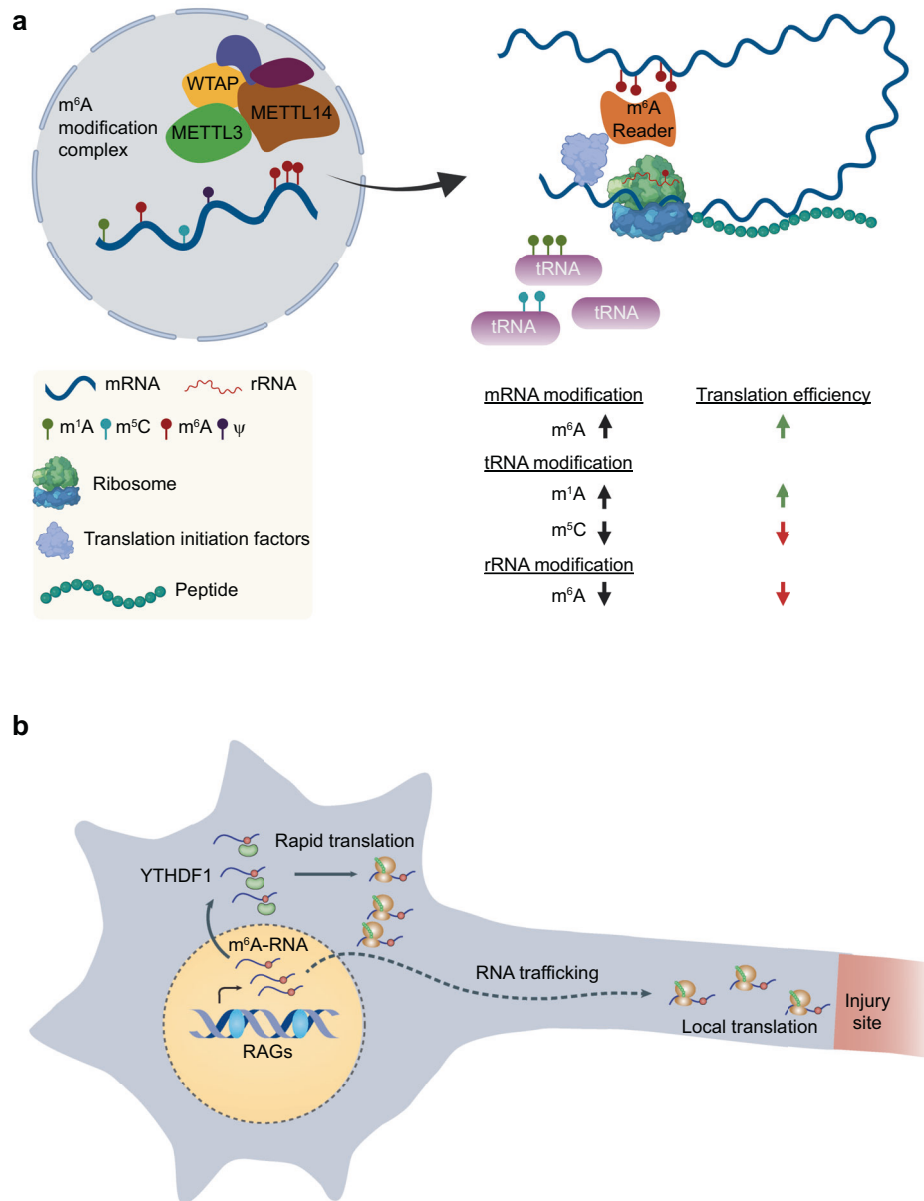 a
WTAP
m⁶A
modification
complex
METTL14
METTL3
m⁶A
Reader
tRNA
tRNA
tRNA
mRNA
rRNA
m¹A
m⁵C
m⁶A
ψ
Ribosome
Translation initiation factors
Peptide
mRNA modification
Translation efficiency
m⁶A
tRNA modification
m¹A
m⁵C
rRNA modification
m⁶A
b
Rapid translation
YTHDF1
m⁶A-RNA
RNA trafficking
RAGs
Local translation
Injury
site